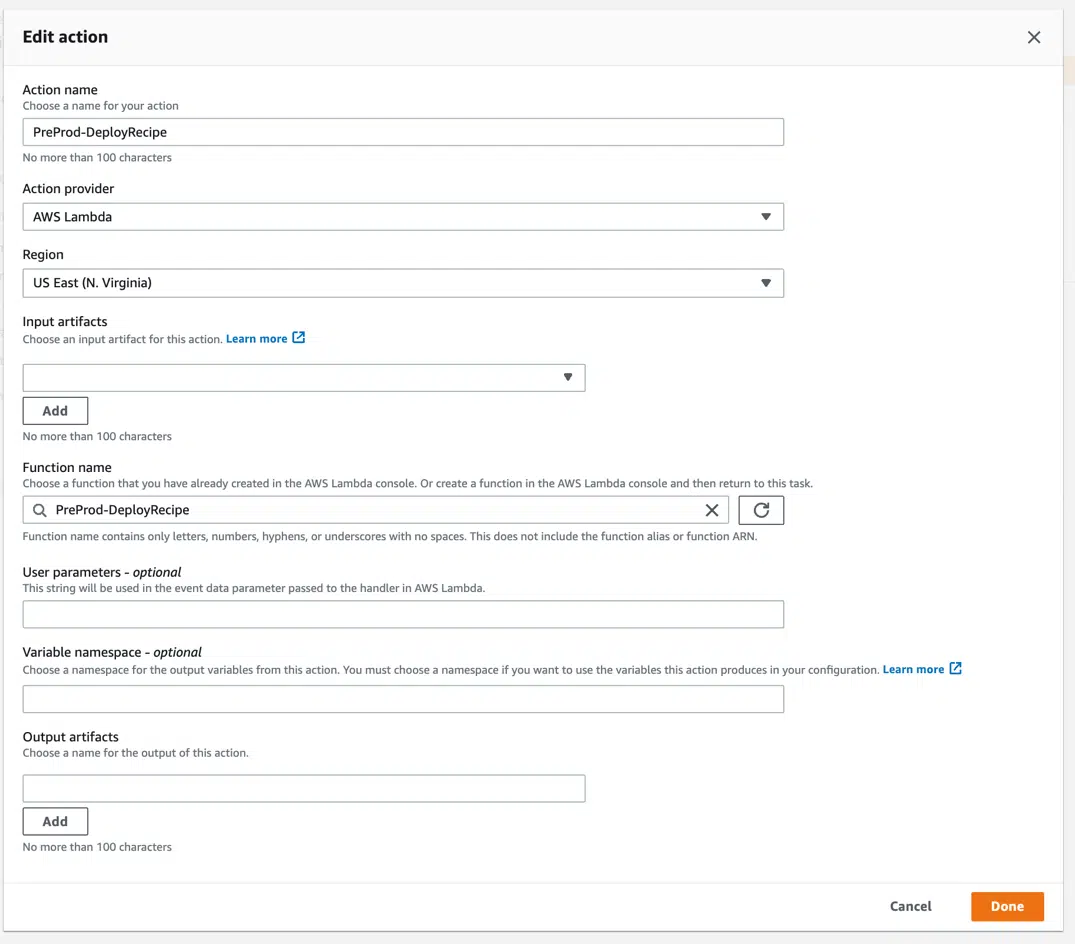 Edit action
Action name
Choose a name for your action
PreProd-DeployRecipe
No more than 100 characters
Action provider
AWS Lambda
Region
US East (N. Virginia)
Input artifacts
Choose an input artifact for this action. Learn more
Add
No more than 100 characters
Function name
Choose a function that you have already created in the AWS Lambda console. Or create a function in the AWS Lambda console and then return to this task.
PreProd-DeployRecipe
Function name contains only letters, numbers, hyphens, or underscores with no spaces. This does not include the function alias or function ARN.
User parameters - optional
This string will be used in the event data parameter passed to the handler in AWS Lambda.
Variable namespace - optional
Choose a namespace for the output variables from this action. You must choose a namespace if you want to use the variables this action produces in your configuration. Learn more
Output artifacts
Choose a name for the output of this action.
Add
No more than 100 characters
Cancel
Done